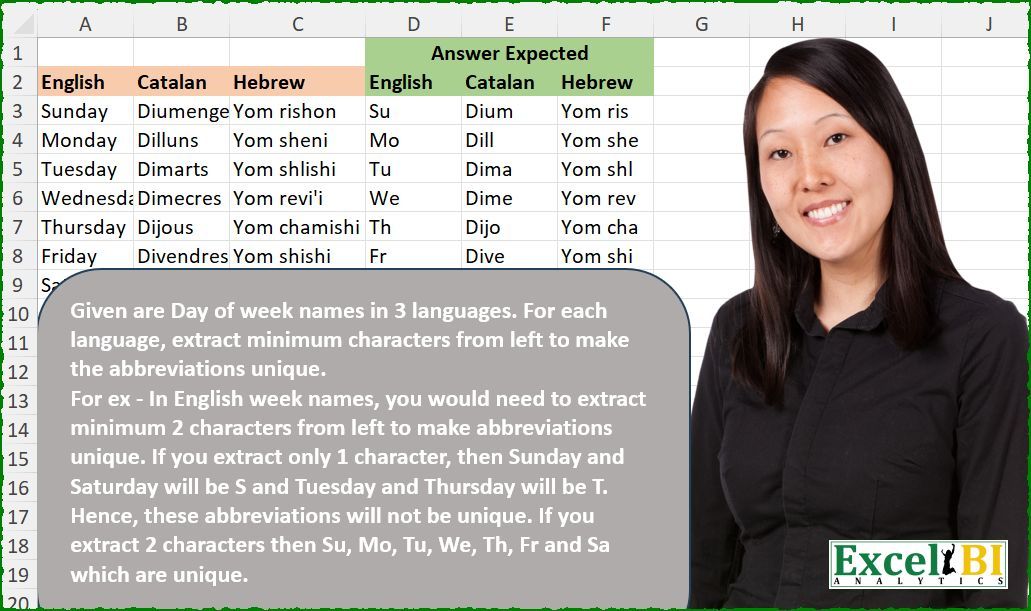 A B C D E F G H I J
1 Answer Expected
2 English Catalan Hebrew English Catalan Hebrew
3 Sunday Diumenge Yom rishon Su Dium Yom ris
4 Monday Dilluns Yom sheni Mo Dill Yom she
5 Tuesday Dimarts Yom shlishi Tu Dima Yom shl
6 Wednesda Dimecres Yom revi'i We Dime Yom rev
7 Thursday Dijous Yom chamishi Th Dijo Yom cha
8 Friday Divendres Yom shishi Fr Dive Yom shi
9
10 Given are Day of week names in 3 languages. For each
11 language, extract minimum characters from left to make
12 the abbreviations unique.
13 For ex - In English week names, you would need to extract
14 minimum 2 characters from left to make abbreviations
15 unique. If you extract only 1 character, then Sunday and
16 Saturday will be S and Tuesday and Thursday will be T.
17 Hence, these abbreviations will not be unique. If you
18 extract 2 characters then Su, Mo, Tu, We, Th, Fr and Sa
19 which are unique.
20
Excel BI
ANALYTICS